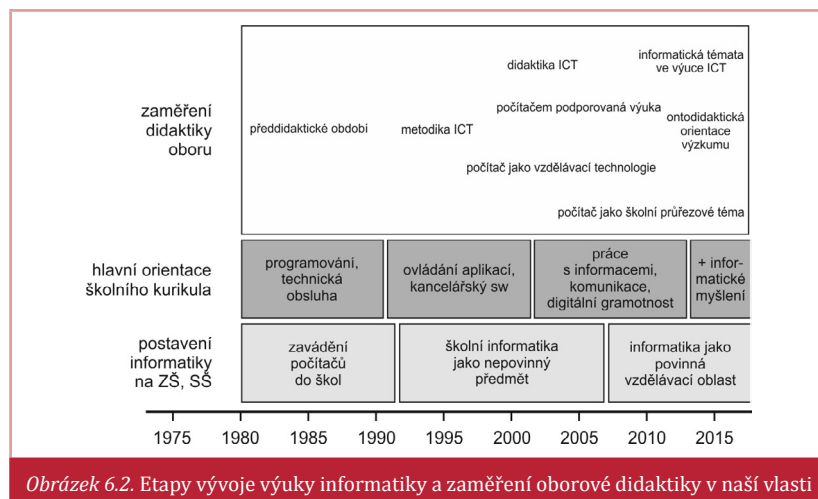 informatická témata
ve výuce ICT
didaktika ICT
počítačem podporovaná výuka
zaměření
didaktiky
oboru
předdidaktické období
metodika ICT
ontodidaktická
orientace
výzkumu
počítač jako vzdělávací technologie
počítač jako školní průřezové téma
hlavní orientace
školního kurikula
programování,
technická
obsluha
ovládání aplikací,
kancelářský sw
práce
s informacemi,
komunikace,
digitální gramotnost
+ infor-
matické
myšlení
postavení
informatiky
na ZŠ, SŠ
zavádění
počítačů
do škol
školní informatika
jako nepovinný
předmět
informatika jako
povinná
vzdělávací oblast
1975 1980 1985 1990 1995 2000 2005 2010 2015
Obrázek 6.2. Etapy vývoje výuky informatiky a zaměření oborové didaktiky v naší vlasti